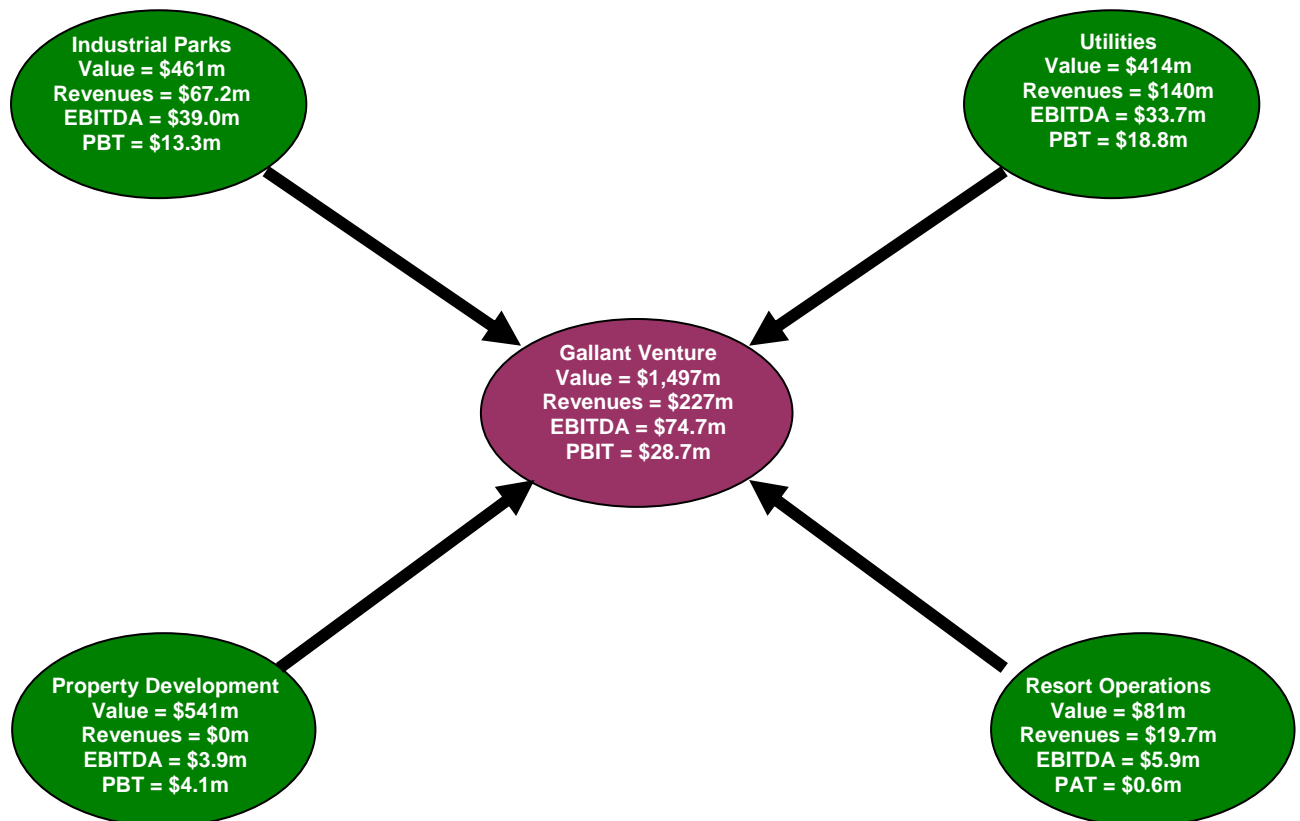 Industrial Parks
Value = $461m
Revenues = $67.2m
EBITDA = $39.0m
PBT = $13.3m
Utilities
Value = $414m
Revenues = $140m
EBITDA = $33.7m
PBT = $18.8m
Gallant Venture
Value = $1,497m
Revenues = $227m
EBITDA = $74.7m
PBIT = $28.7m
Property Development
Value = $541m
Revenues = $0m
EBITDA = $3.9m
PBT = $4.1m
Resort Operations
Value = $81m
Revenues = $19.7m
EBITDA = $5.9m
PAT = $0.6m